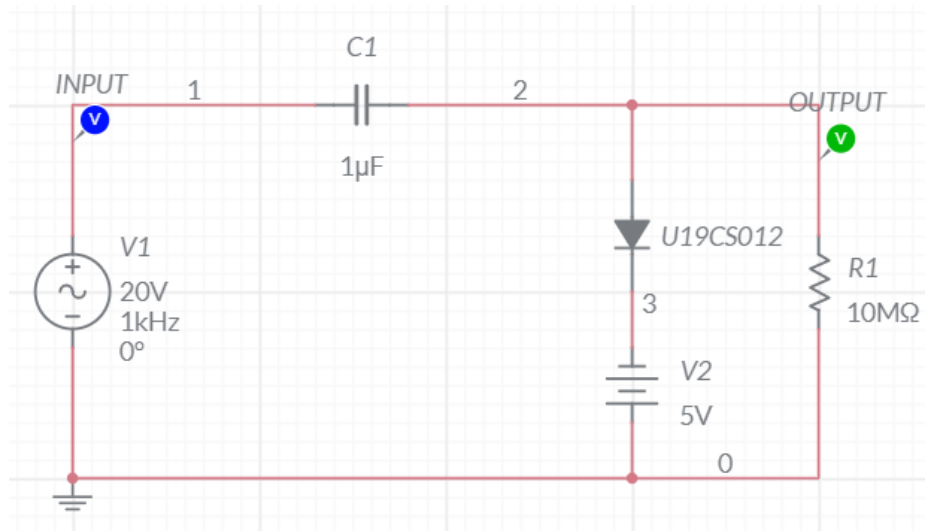 C1
INPUT
1
2
OUTPUT
V
V
1µF
V1
20V
1kHz
0°
U19CS012
R1
10MΩ
3
V2
5V
0